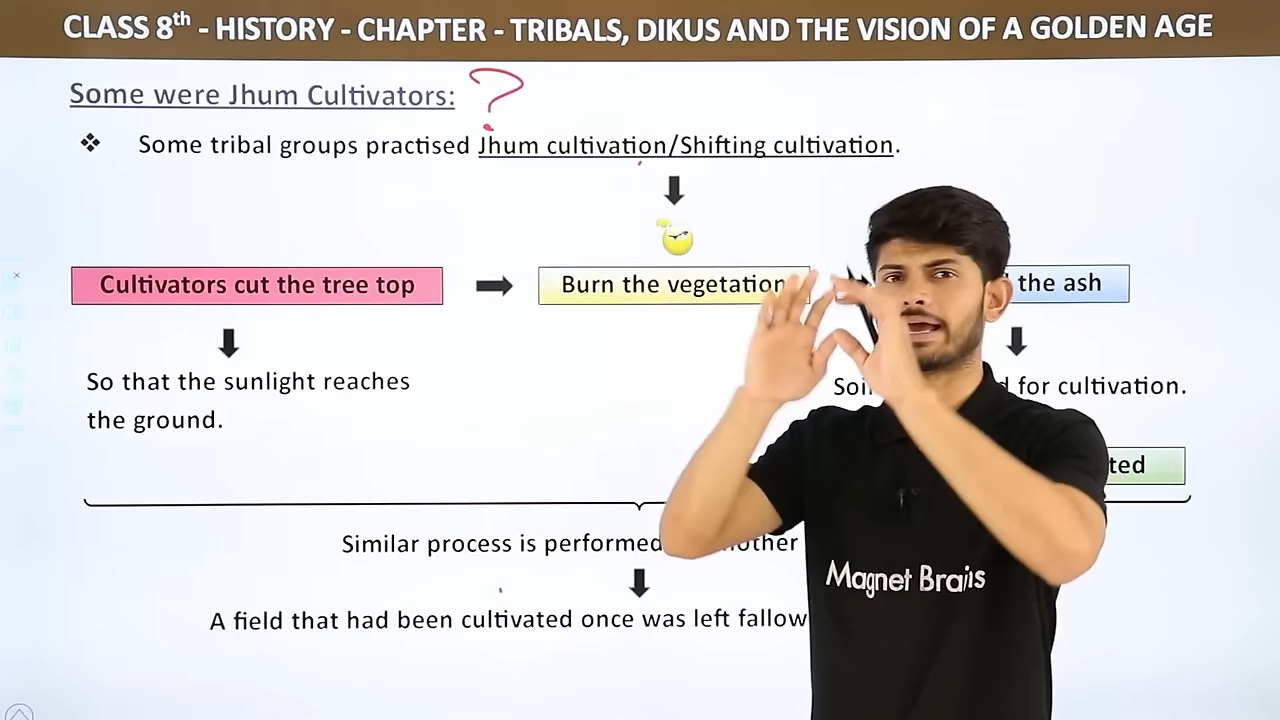 CLASS 8th - HISTORY - CHAPTER - TRIBALS, DIKUS AND THE VISION OF A GOLDEN AGE
Some were Jhum Cultivators: ?
❖ Some tribal groups practised Jhum cultivation/Shifting cultivation.
Cultivators cut the tree top
Burn the vegetation
the ash
So that the sunlight reaches
the ground.
for cultivation.
Similar process is performed
A field that had been cultivated once was left fallow
Magnet Brains